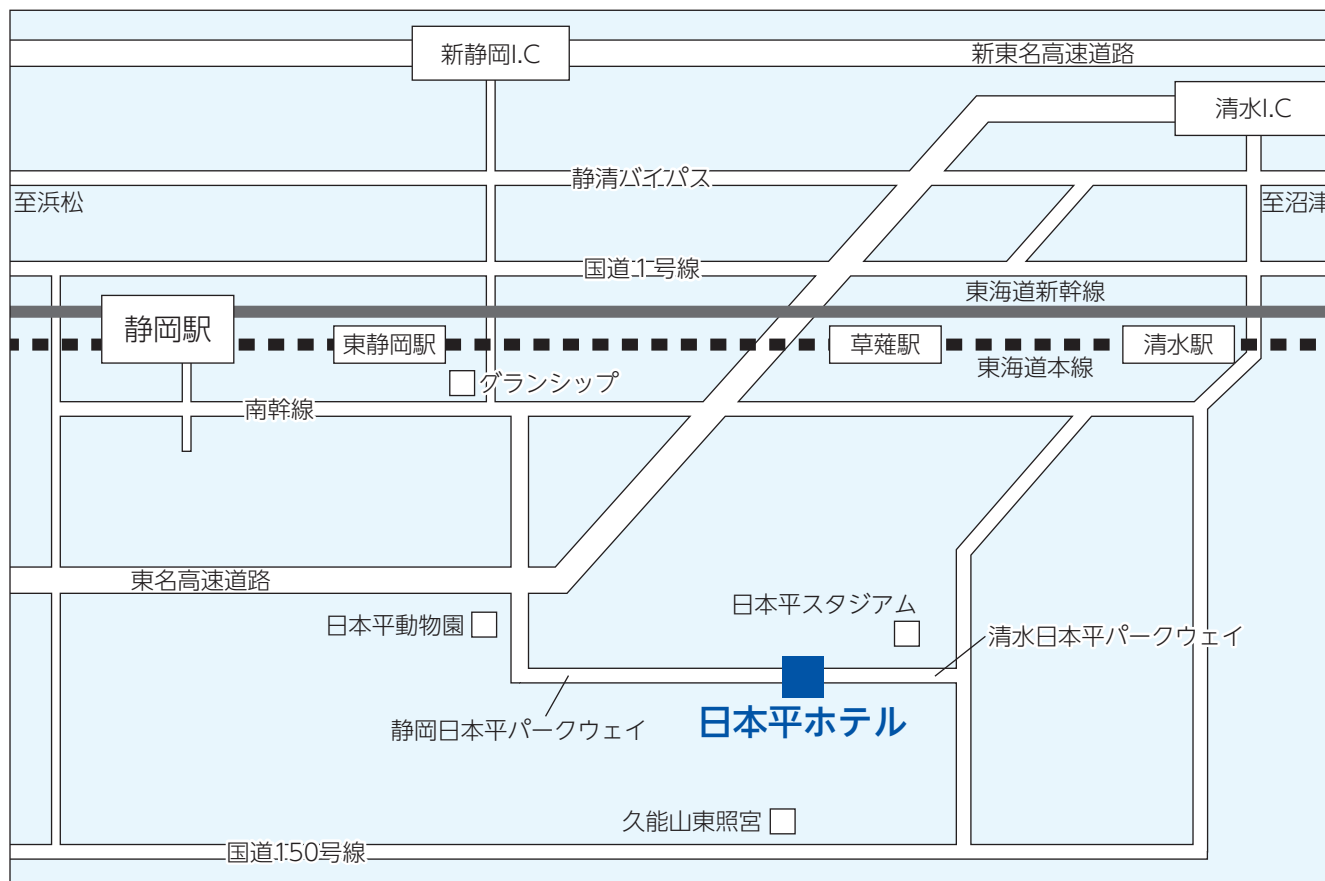 新静岡I.C
新東名高速道路
清水I.C
静清バイパス
至浜松
至沼津
国道1号線
東海道新幹線
静岡駅
東静岡駅
草薙駅
清水駅
東海道本線
グランシップ
南幹線
東名高速道路
日本平スタジアム
日本平動物園
清水日本平パークウェイ
静岡日本平パークウェイ
日本平ホテル
久能山東照宮
国道150号線